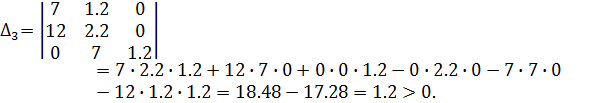 Δ₃= | 7 1.2 0 |
| 12 2.2 0 |
| 0 7 1.2 |
= 7 · 2.2 · 1.2 + 12 · 7 · 0 + 0 · 0 · 1.2 − 0 · 2.2 · 0 − 7 · 7 · 0
− 12 · 1.2 · 1.2 = 18.48 − 17.28 = 1.2 > 0.